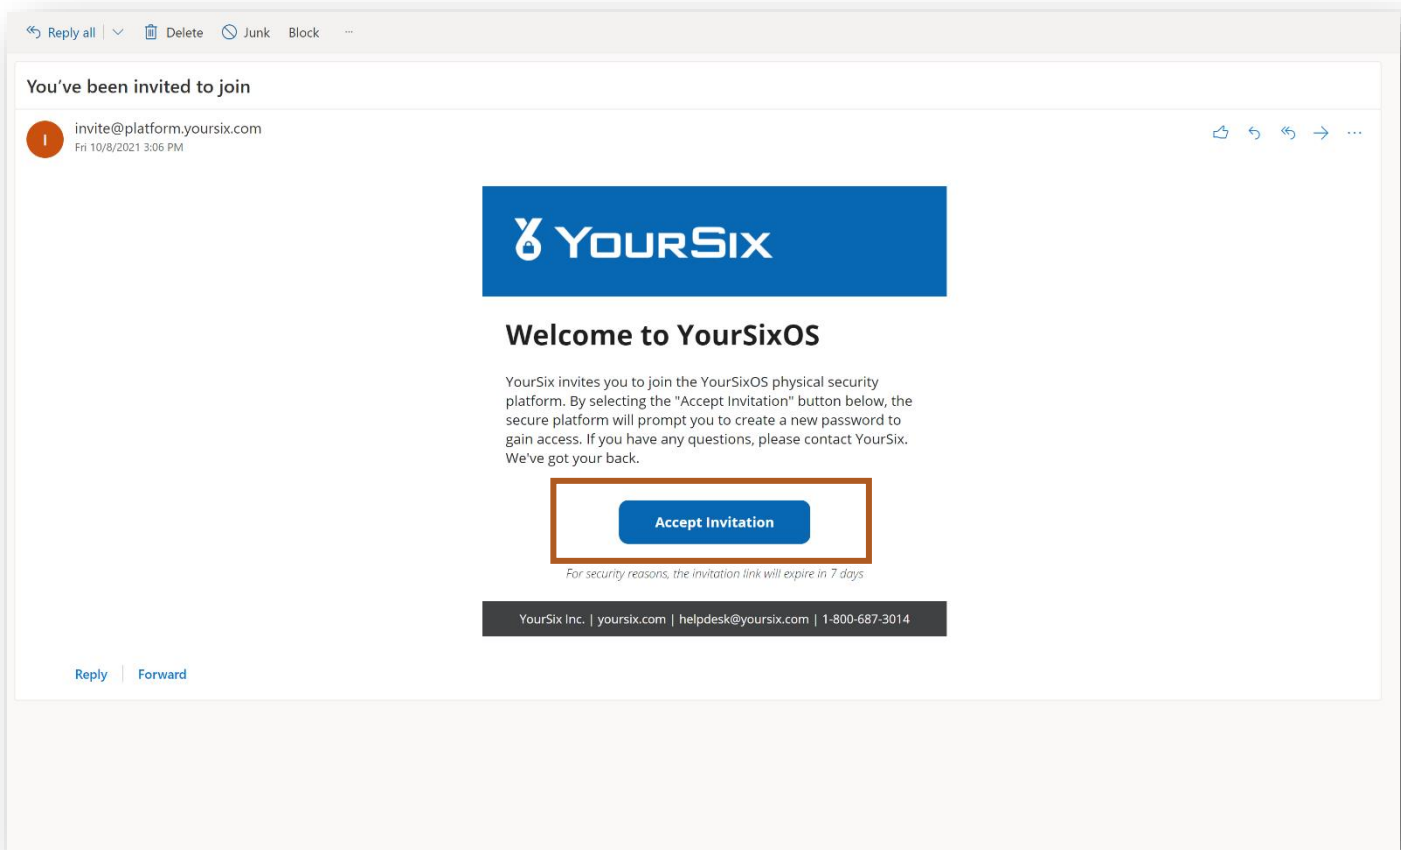 Reply all Delete Junk Block ...
You've been invited to join
I
invite@platform.yoursix.com
Fri 10/8/2021 3:06 PM
YOURSIX
Welcome to YourSixOS
YourSix invites you to join the YourSixOS physical security
platform. By selecting the "Accept Invitation" button below, the
secure platform will prompt you to create a new password to
gain access. If you have any questions, please contact YourSix.
We've got your back.
Accept Invitation
For security reasons, the invitation link will expire in 7 days
YourSix Inc. | yoursix.com | helpdesk@yoursix.com | 1-800-687-3014
Reply Forward